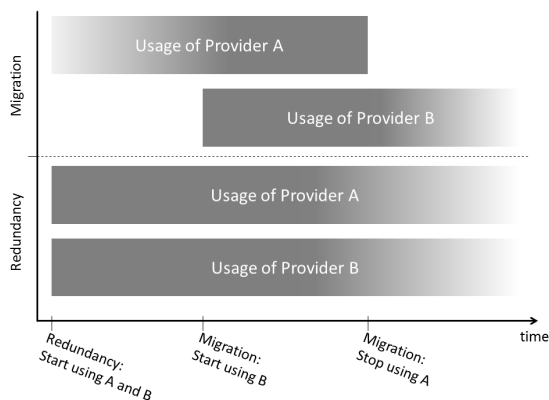 Migration
Usage of Provider A
Usage of Provider B
Redundancy
Usage of Provider A
Usage of Provider B
time
Redundancy:
Start using A and B
Migration:
Start using B
Migration:
Stop using A